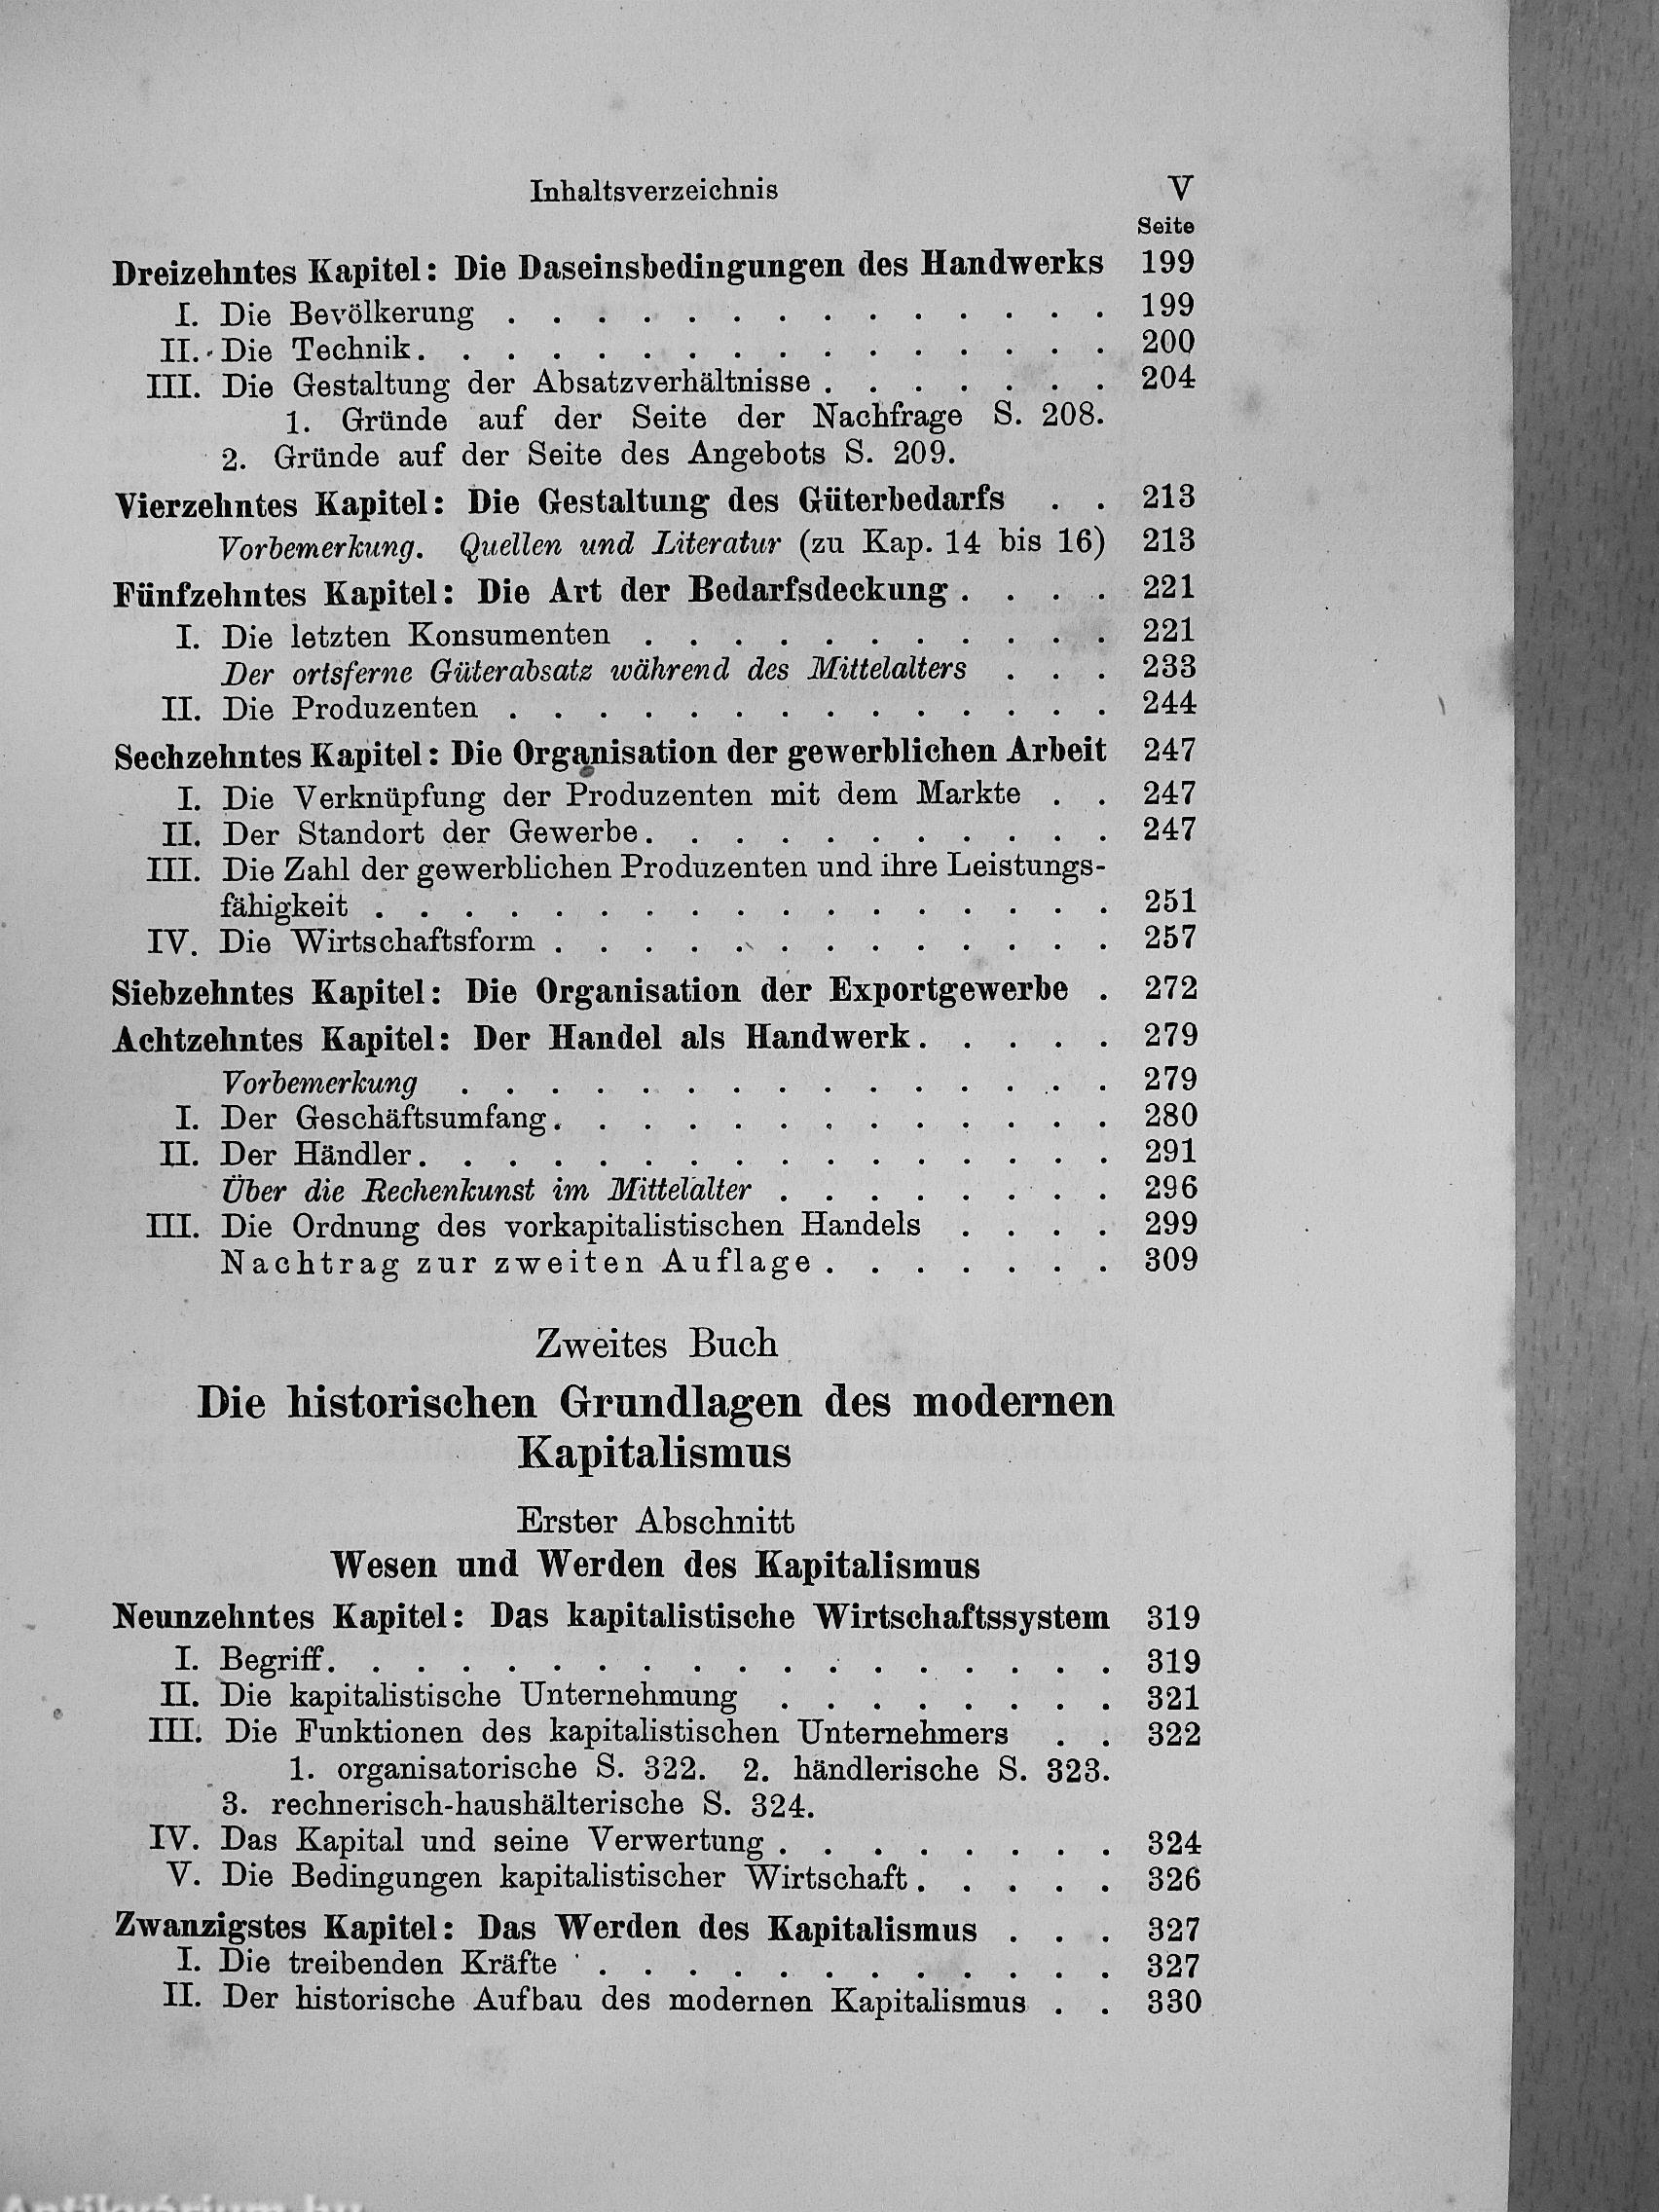 Inhaltsverzeichnis V
Seite
Dreizehntes Kapitel: Die Daseinsbedingungen des Handwerks 199
I. Die Bevölkerung . . . . . . . . . . . . . . 199
II. Die Technik. . . . . . . . . . . . . . . . 200
III. Die Gestaltung der Absatzverhältnisse . . . . . . . 204
1. Gründe auf der Seite der Nachfrage S. 208.
2. Gründe auf der Seite des Angebots S. 209.
Vierzehntes Kapitel: Die Gestaltung des Güterbedarfs . . 213
Vorbemerkung. Quellen und Literatur (zu Kap. 14 bis 16) 213
Fünfzehntes Kapitel: Die Art der Bedarfsdeckung . . . . 221
I. Die letzten Konsumenten . . . . . . . . . . . 221
Der ortsferne Güterabsatz während des Mittelalters . . . 233
II. Die Produzenten . . . . . . . . . . . . . . 244
Sechzehntes Kapitel: Die Organisation der gewerblichen Arbeit 247
I. Die Verknüpfung der Produzenten mit dem Markte . . 247
II. Der Standort der Gewerbe. . . . . . . . . . . 247
III. Die Zahl der gewerblichen Produzenten und ihre Leistungs-
fähigkeit . . . . . . . . . . . . . . . . . 251
IV. Die Wirtschaftsform . . . . . . . . . . . . . 257
Siebzehntes Kapitel: Die Organisation der Exportgewerbe . 272
Achtzehntes Kapitel: Der Handel als Handwerk. . . . . 279
Vorbemerkung . . . . . . . . . . . . . . . 279
I. Der Geschäftsumfang. . . . . . . . . . . . . 280
II. Der Händler. . . . . . . . . . . . . . . . 291
Über die Rechenkunst im Mittelalter . . . . . . . . 296
III. Die Ordnung des vorkapitalistischen Handels . . . . 299
Nachtrag zur zweiten Auflage . . . . . . . 309
Zweites Buch
Die historischen Grundlagen des modernen
Kapitalismus
Erster Abschnitt
Wesen und Werden des Kapitalismus
Neunzehntes Kapitel: Das kapitalistische Wirtschaftssystem 319
I. Begriff. . . . . . . . . . . . . . . . . . 319
II. Die kapitalistische Unternehmung . . . . . . . . 321
III. Die Funktionen des kapitalistischen Unternehmers . . 322
1. organisatorische S. 322. 2. händlerische S. 323.
3. rechnerisch-haushälterische S. 324.
IV. Das Kapital und seine Verwertung . . . . . . . . 324
V. Die Bedingungen kapitalistischer Wirtschaft. . . . . 326
Zwanzigstes Kapitel: Das Werden des Kapitalismus . . . 327
I. Die treibenden Kräfte . . . . . . . . . . . . 327
II. Der historische Aufbau des modernen Kapitalismus . . 330